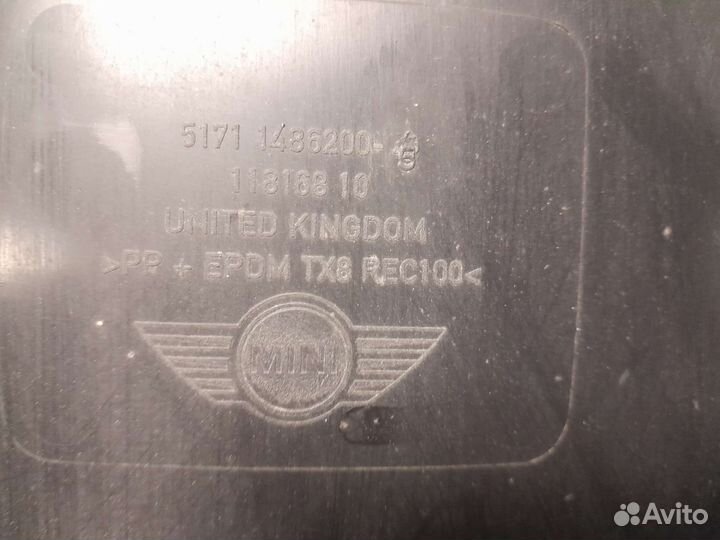 5171 1486200-
118168 10
UNITED KINGDOM
>PP + EPDM TX8 REC100<
MINI
Avito